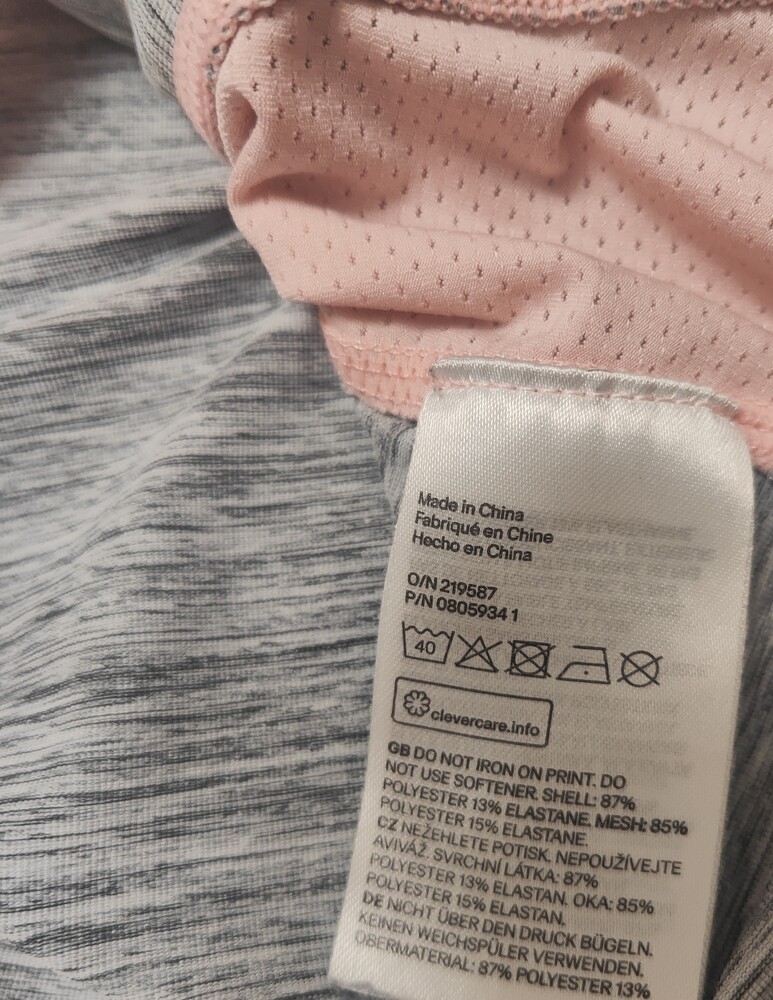 Made in China
Fabriqué en Chine
Hecho en China
O/N 219587
P/N 0805934 1
40
clevercare.info
GB DO NOT IRON ON PRINT. DO
NOT USE SOFTENER. SHELL: 87%
POLYESTER 13% ELASTANE. MESH: 85%
POLYESTER 15% ELASTANE.
CZ NEŽEHLETE POTISK. NEPOUŽÍVEJTE
AVIVÁŽ. SVRCHNÍ LÁTKA: 87%
POLYESTER 13% ELASTAN. OKA: 85%
POLYESTER 15% ELASTAN.
DE NICHT ÜBER DEN DRUCK BÜGELN.
KEINEN WEICHSPÜLER VERWENDEN.
OBERMATERIAL: 87% POLYESTER 13%